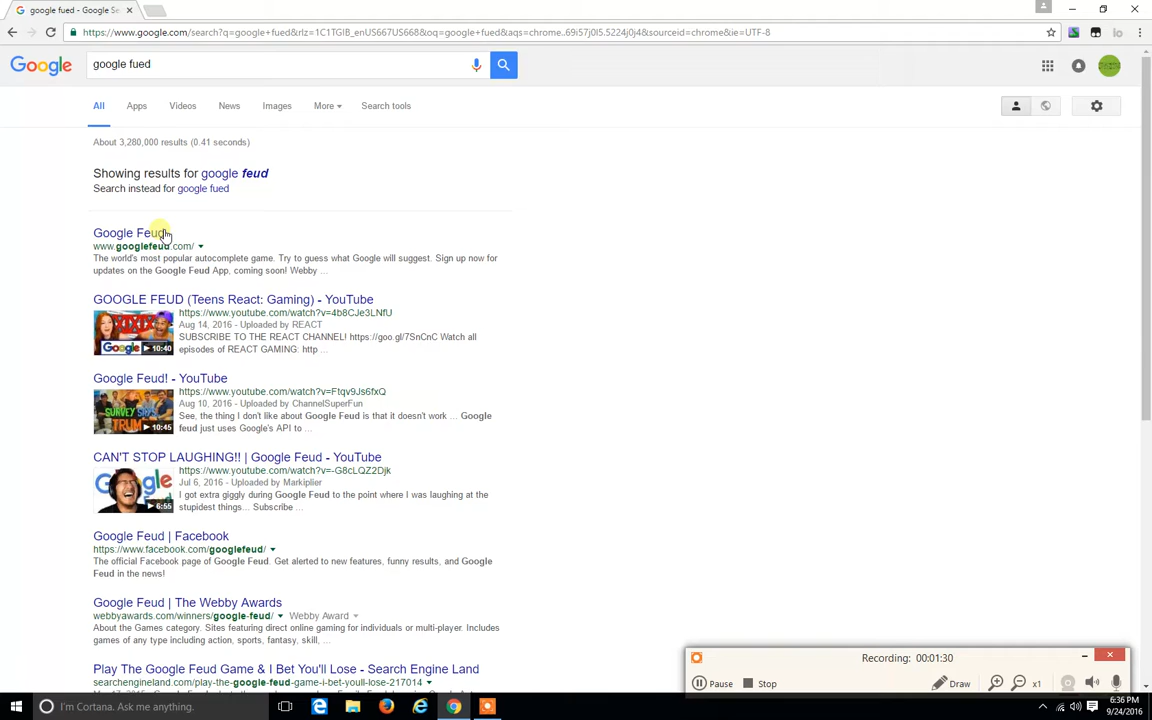 google fued - Google Se
https://www.google.com/search?q=google+fued&rlz=1C1TGIB_enUS667US668&oq=google+fued&aqs=chrome..69i57j0l5.5224j0j4&sourceid=chrome&ie=UTF-8
Google
google fued
All
Apps
Videos
News
Images
More
Search tools
About 3,280,000 results (0.41 seconds)
Showing results for google feud
Search instead for google fued
Google Feud
www.googlefeud.com/
The world's most popular autocomplete game. Try to guess what Google will suggest. Sign up now for
updates on the Google Feud App, coming soon! Webby ...
GOOGLE FEUD (Teens React: Gaming) - YouTube
https://www.youtube.com/watch?v=4b8CJe3LNfU
Aug 14, 2016 - Uploaded by REACT
SUBSCRIBE TO THE REACT CHANNEL! https://goo.gl/7SnCnC Watch all
episodes of REACT GAMING: http ...
Google
10:40
Google Feud! - YouTube
https://www.youtube.com/watch?v=Ftqv9Js6fxQ
Aug 10, 2016 - Uploaded by ChannelSuperFun
See, the thing I don't like about Google Feud is that it doesn't work ... Google
feud just uses Google's API to ...
SURVEY SAYS
TRUM
10:45
CAN'T STOP LAUGHING!! | Google Feud - YouTube
https://www.youtube.com/watch?v=-G8cLQZ2Djk
Jul 6, 2016 - Uploaded by Markiplier
I got extra giggly during Google Feud to the point where I was laughing at the
stupidest things... Subscribe ...
6:55
Google Feud | Facebook
https://www.facebook.com/googlefeud/
The official Facebook page of Google Feud. Get alerted to new features, funny results, and Google
Feud in the news!
Google Feud | The Webby Awards
webbyawards.com/winners/google-feud/ Webby Award
About the Games category. Sites featuring direct online gaming for individuals or multi-player. Includes
games of any type including action, sports, fantasy, skill, ...
Play The Google Feud Game & I Bet You'll Lose - Search Engine Land
searchengineland.com/play-the-google-feud-game-i-bet-youll-lose-217014
Recording: 00:01:30
Pause
Stop
Draw
x1
I'm Cortana. Ask me anything.
6:36 PM
9/24/2016